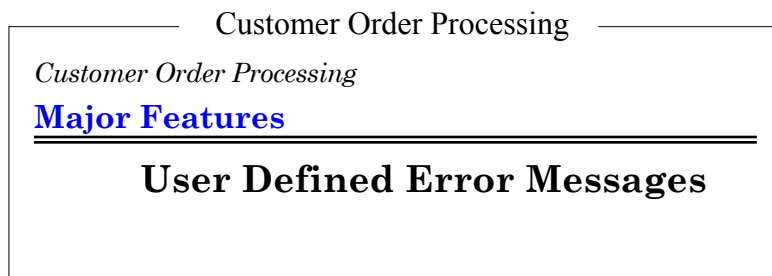 Customer Order Processing
Customer Order Processing
Major Features
User Defined Error Messages